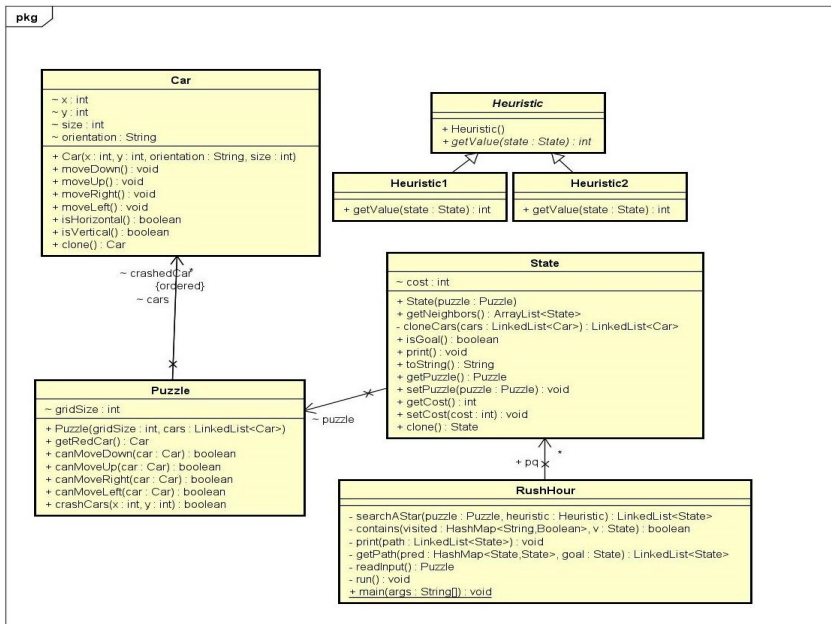 pkg
Car
~ x : int
~ y : int
~ size : int
~ orientation : String
+ Car(x : int, y : int, orientation : String, size : int)
+ moveDown() : void
+ moveUp() : void
+ moveRight() : void
+ moveLeft() : void
+ isHorizontal() : boolean
+ isVertical() : boolean
+ clone() : Car
Heuristic
+ Heuristic()
+ getValue(state : State) : int
Heuristic1
+ getValue(state : State) : int
Heuristic2
+ getValue(state : State) : int
~ crashedCar
*
{ordered}
~ cars
State
~ cost : int
+ State(puzzle : Puzzle)
+ getNeighbors() : ArrayList<State>
- cloneCars(cars : LinkedList<Car>) : LinkedList<Car>
+ isGoal() : boolean
+ print() : void
+ toString() : String
+ getPuzzle() : Puzzle
+ setPuzzle(puzzle : Puzzle) : void
+ getCost() : int
+ setCost(cost : int) : void
+ clone() : State
Puzzle
~ gridSize : int
+ Puzzle(gridSize : int, cars : LinkedList<Car>)
+ getRedCar() : Car
+ canMoveDown(car : Car) : boolean
+ canMoveUp(car : Car) : boolean
+ canMoveRight(car : Car) : boolean
+ canMoveLeft(car : Car) : boolean
+ crashCars(x : int, y : int) : boolean
~ puzzle
+ pq
*
RushHour
- searchAStar(puzzle : Puzzle, heuristic : Heuristic) : LinkedList<State>
- contains(visited : HashMap<String,Boolean>, v : State) : boolean
- print(path : LinkedList<State>) : void
- getPath(pred : HashMap<State,State>, goal : State) : LinkedList<State>
- readInput() : Puzzle
- run() : void
+ main(args : String[]) : void